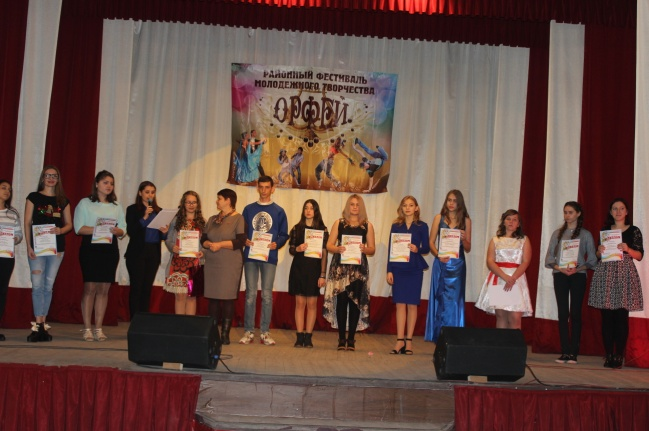 РАЙОННЫЙ ФЕСТИВАЛЬ
МОЛОДЕЖНОГО ТВОРЧЕСТВА
ОРФЕЙ